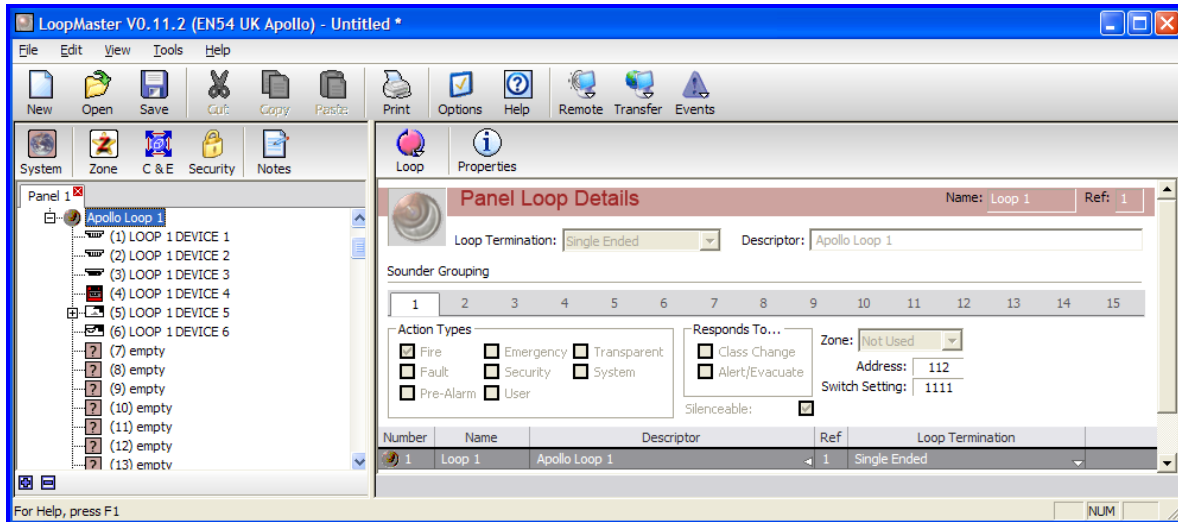 LoopMaster V0.11.2 (EN54 UK Apollo) - Untitled *
File Edit View Tools Help
New Open Save Cut Copy Paste Print Options Help Remote Transfer Events
System Zone C & E Security Notes
Loop Properties
Panel 1
Apollo Loop 1
(1) LOOP 1 DEVICE 1
(2) LOOP 1 DEVICE 2
(3) LOOP 1 DEVICE 3
(4) LOOP 1 DEVICE 4
(5) LOOP 1 DEVICE 5
(6) LOOP 1 DEVICE 6
(7) empty
(8) empty
(9) empty
(10) empty
(11) empty
(12) empty
(13) empty
Panel Loop Details Name: Loop 1 Ref: 1
Loop Termination: Single Ended Descriptor: Apollo Loop 1
Sounder Grouping
1 2 3 4 5 6 7 8 9 10 11 12 13 14 15
Action Types
Fire Emergency Transparent
Fault Security System
Pre-Alarm User
Responds To...
Class Change
Alert/Evacuate
Silenceable:
Zone: Not Used
Address: 112
Switch Setting: 1111
Number Name Descriptor Ref Loop Termination
1 Loop 1 Apollo Loop 1 1 Single Ended
For Help, press F1 NUM